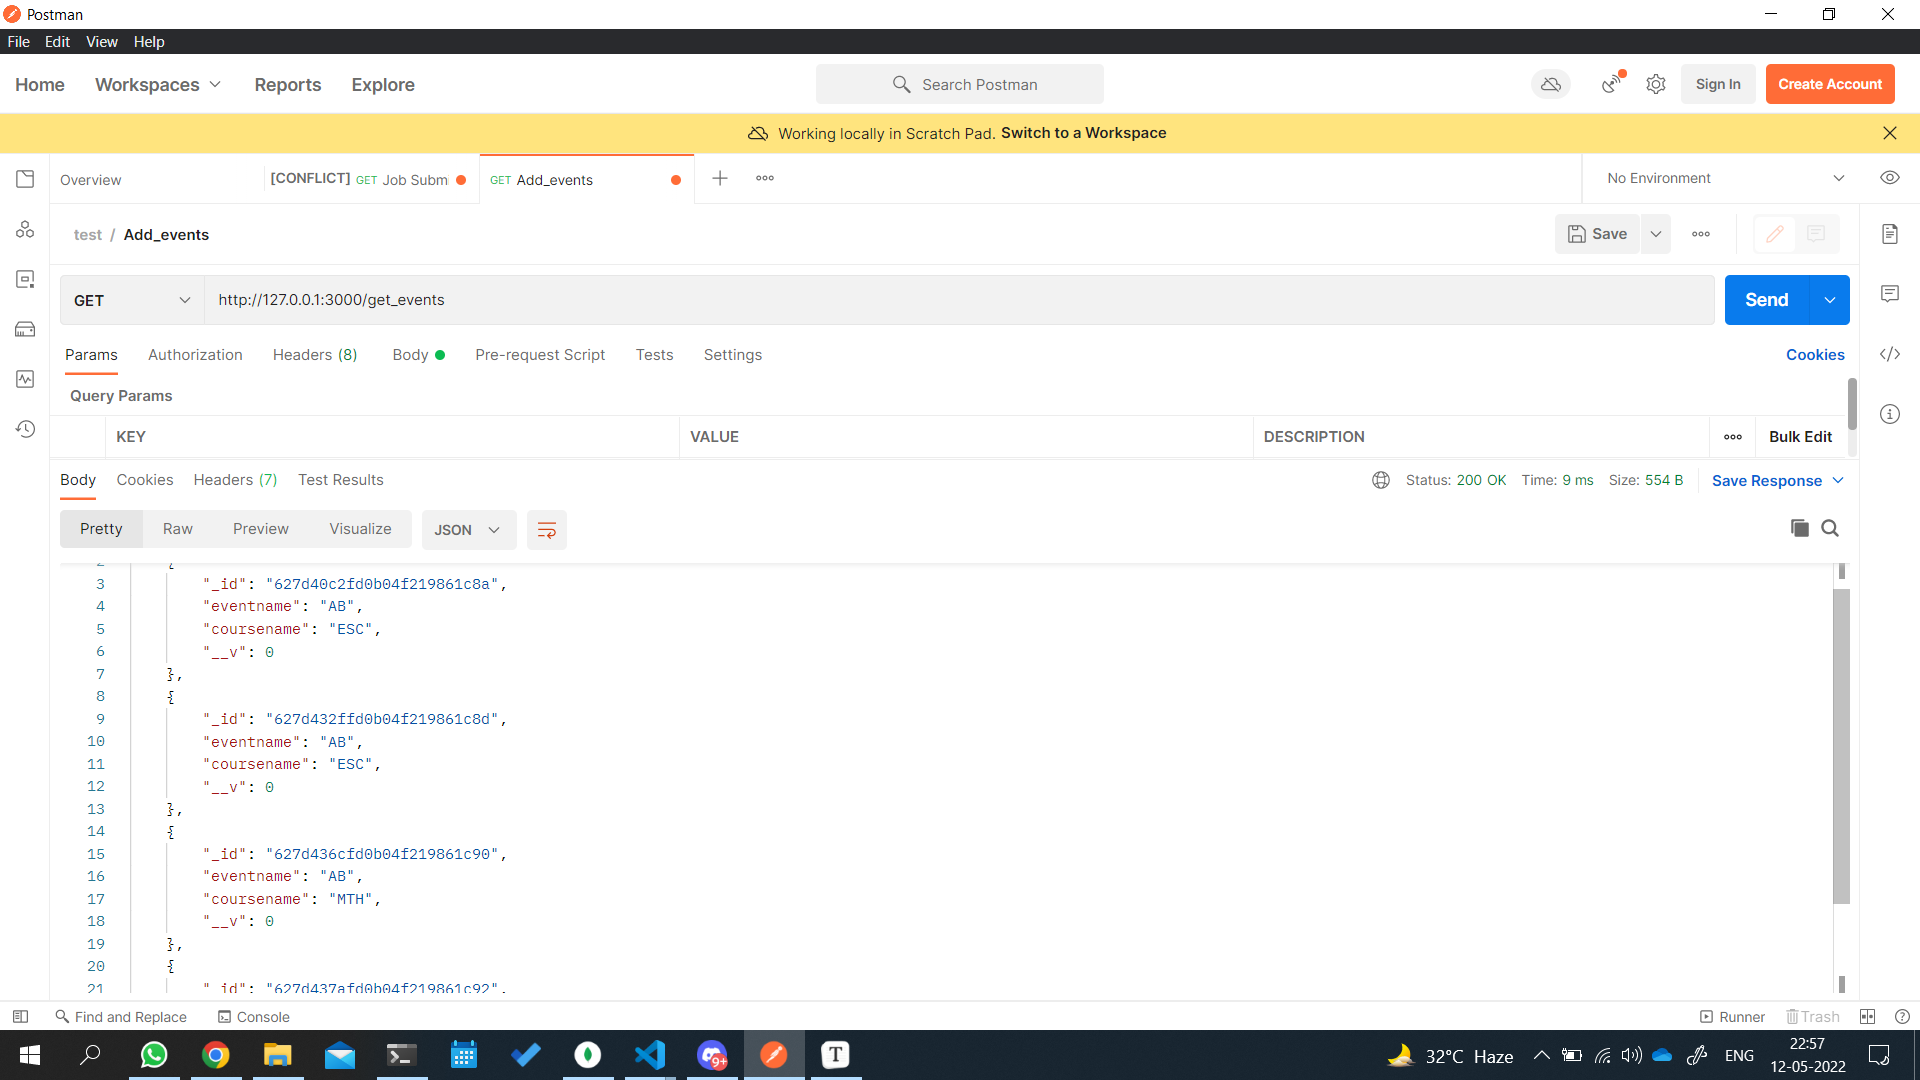 Postman
File Edit View Help
Home Workspaces Reports Explore Search Postman Sign In Create Account
Working locally in Scratch Pad. Switch to a Workspace
Overview [CONFLICT] GET Job Subm GET Add_events No Environment
test / Add_events Save
GET http://127.0.0.1:3000/get_events Send
Params Authorization Headers (8) Body Pre-request Script Tests Settings Cookies
Query Params
KEY VALUE DESCRIPTION Bulk Edit
Body Cookies Headers (7) Test Results Status: 200 OK Time: 9 ms Size: 554 B Save Response
Pretty Raw Preview Visualize JSON
2 {
3 "_id": "627d40c2fd0b04f219861c8a",
4 "eventname": "AB",
5 "coursename": "ESC",
6 "__v": 0
7 },
8 {
9 "_id": "627d432ffd0b04f219861c8d",
10 "eventname": "AB",
11 "coursename": "ESC",
12 "__v": 0
13 },
14 {
15 "_id": "627d436cfd0b04f219861c90",
16 "eventname": "AB",
17 "coursename": "MTH",
18 "__v": 0
19 },
20 {
21 "_id": "627d437afd0b04f219861c92",
Find and Replace Console Runner Trash
9+ T 32°C Haze ENG 22:57
12-05-2022